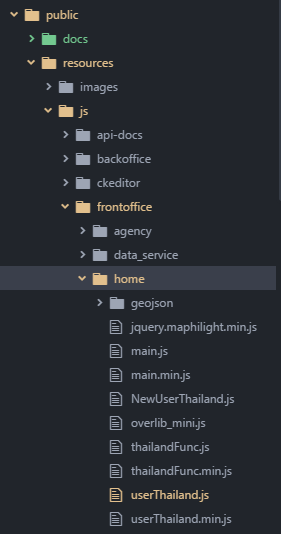 public
docs
resources
images
js
api-docs
backoffice
ckeditor
frontoffice
agency
data_service
home
geojson
jquery.maphilight.min.js
main.js
main.min.js
NewUserThailand.js
overlib_mini.js
thailandFunc.js
thailandFunc.min.js
userThailand.js
userThailand.min.js